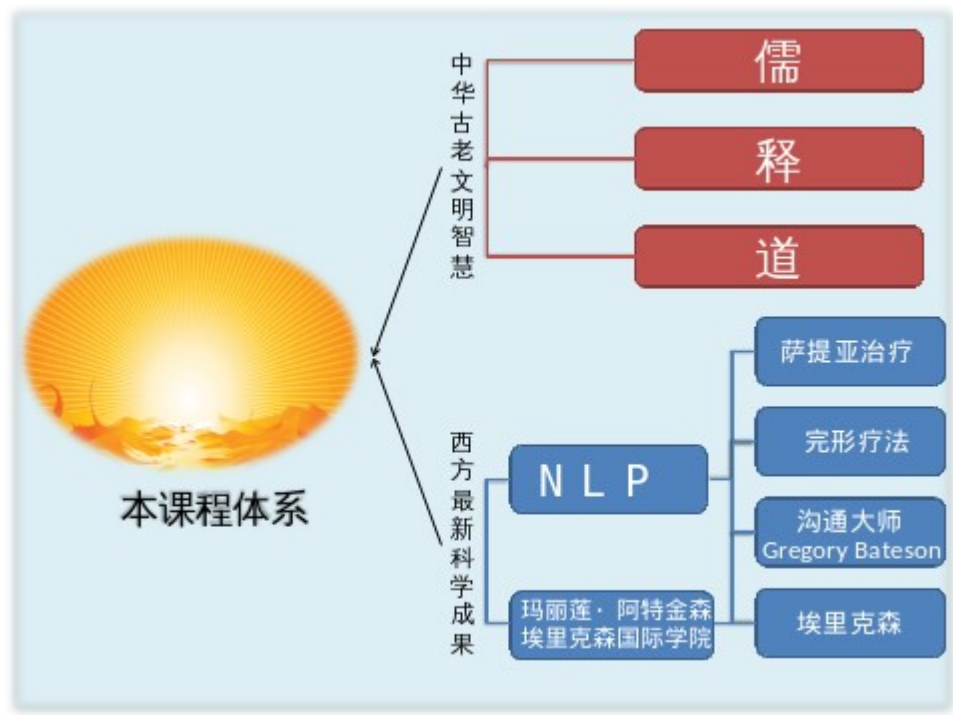 中华古老文明智慧
儒
释
道
本课程体系
西方最新科学成果
NLP
玛丽莲·阿特金森
埃里克森国际学院
萨提亚治疗
完形疗法
沟通大师
Gregory Bateson
埃里克森